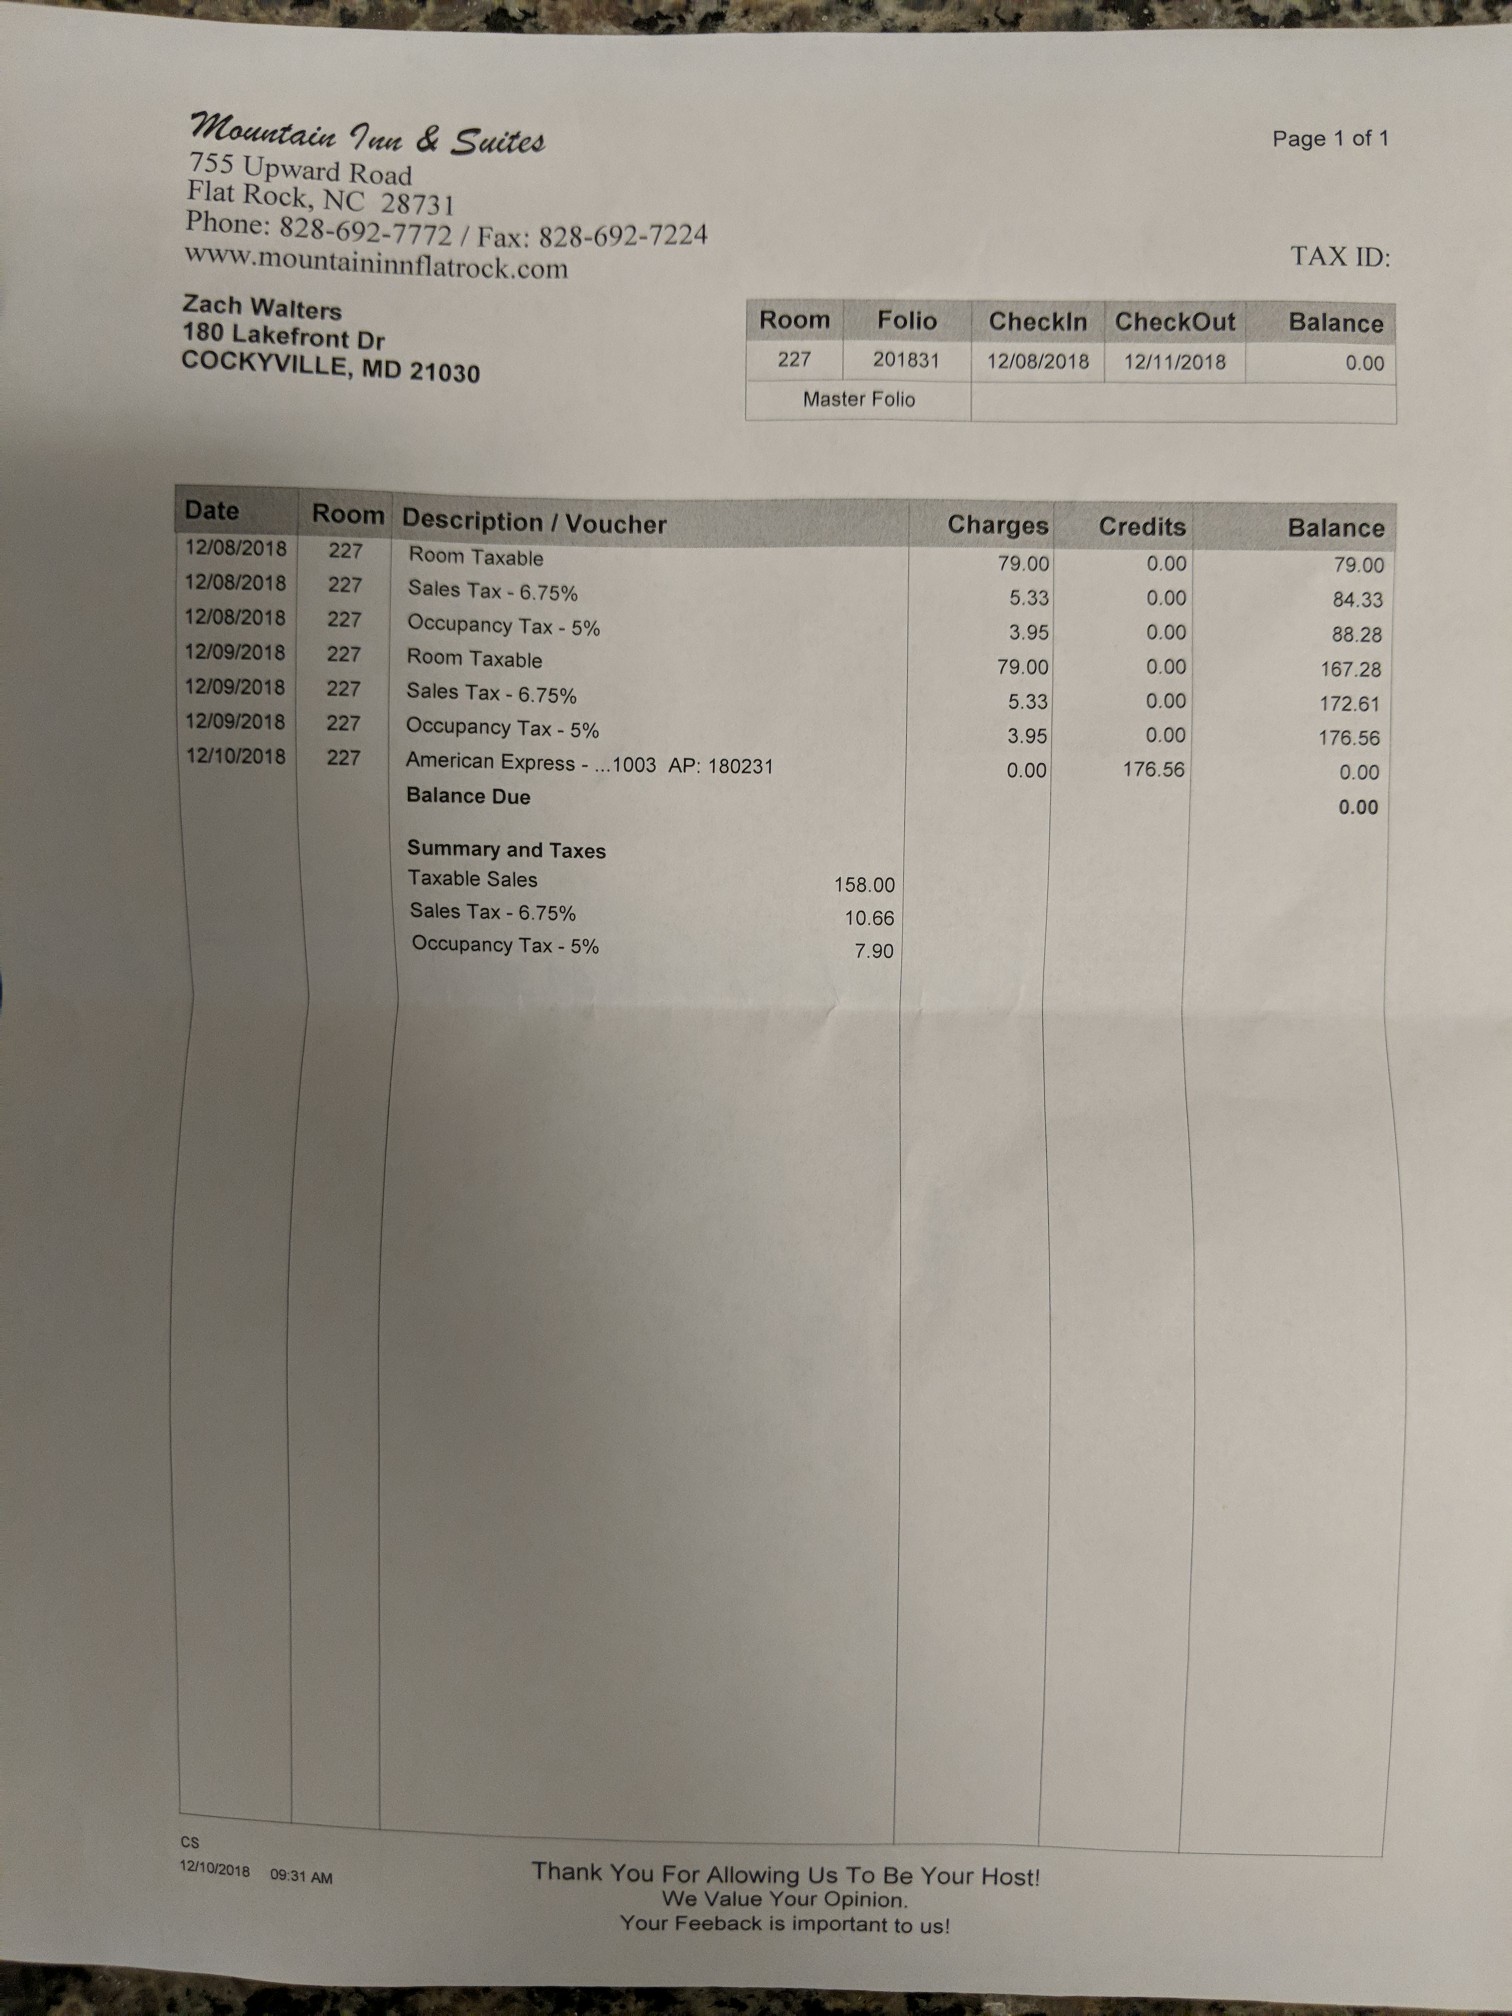 Mountain Inn & Suites
755 Upward Road
Flat Rock, NC 28731
Phone: 828-692-7772 / Fax: 828-692-7224
www.mountaininnflatrock.com
Page 1 of 1
TAX ID:
Zach Walters
180 Lakefront Dr
COCKYVILLE, MD 21030
Room Folio CheckIn CheckOut Balance
227 201831 12/08/2018 12/11/2018 0.00
Master Folio
Date Room Description / Voucher Charges Credits Balance
12/08/2018 227 Room Taxable 79.00 0.00 79.00
12/08/2018 227 Sales Tax - 6.75% 5.33 0.00 84.33
12/08/2018 227 Occupancy Tax - 5% 3.95 0.00 88.28
12/09/2018 227 Room Taxable 79.00 0.00 167.28
12/09/2018 227 Sales Tax - 6.75% 5.33 0.00 172.61
12/09/2018 227 Occupancy Tax - 5% 3.95 0.00 176.56
12/10/2018 227 American Express - ...1003 AP: 180231 0.00 176.56 0.00
Balance Due 0.00
Summary and Taxes
Taxable Sales 158.00
Sales Tax - 6.75% 10.66
Occupancy Tax - 5% 7.90
CS
12/10/2018 09:31 AM
Thank You For Allowing Us To Be Your Host!
We Value Your Opinion.
Your Feeback is important to us!